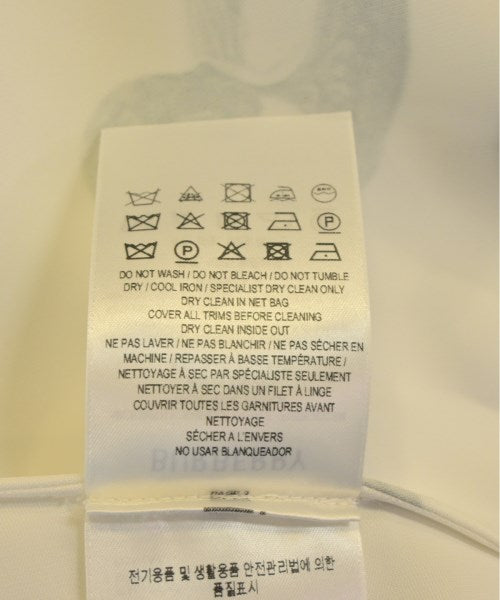 P
P
DO NOT WASH / DO NOT BLEACH / DO NOT TUMBLE
DRY / COOL IRON / SPECIALIST DRY CLEAN ONLY
DRY CLEAN IN NET BAG
COVER ALL TRIMS BEFORE CLEANING
DRY CLEAN INSIDE OUT
NE PAS LAVER / NE PAS BLANCHIR / NE PAS SÉCHER EN
MACHINE / REPASSER À BASSE TEMPÉRATURE /
NETTOYAGE À SEC PAR SPÉCIALISTE SEULEMENT
NETTOYER À SEC DANS UN FILET À LINGE
COUVRIR TOUTES LES GARNITURES AVANT
NETTOYAGE
SÉCHER A L'ENVERS
NO USAR BLANQUEADOR
BURBERRY
전기용품 및 생활용품 안전관리법에 의한
품질표시